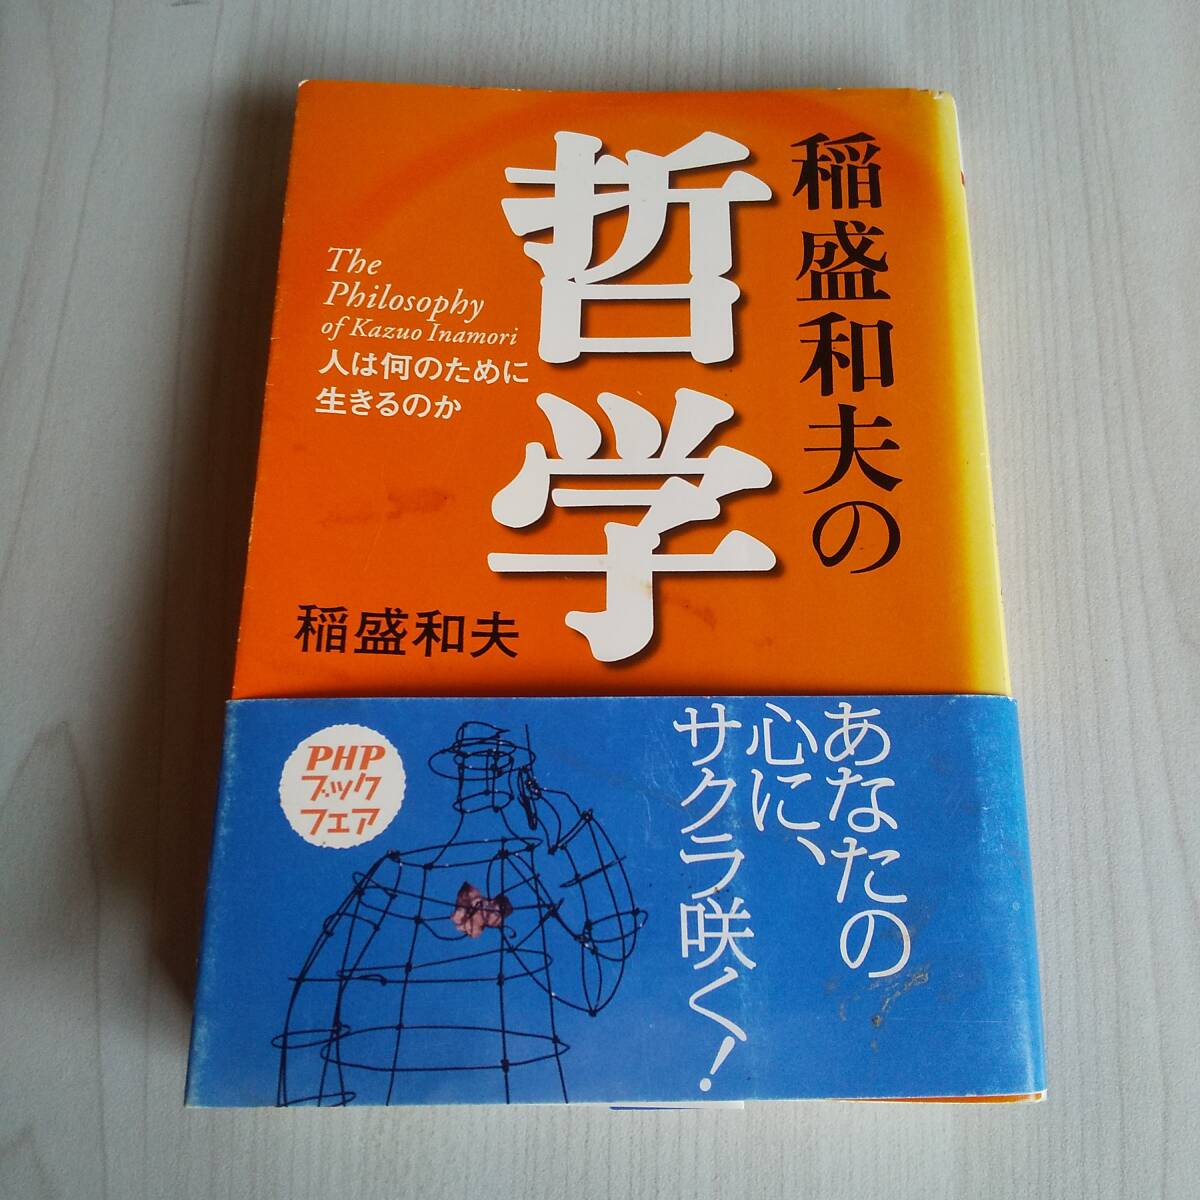 稲盛和夫の
哲学
The
Philosophy
of Kazuo Inamori
人は何のために
生きるのか
稲盛和夫
あなたの
心に、
サクラ咲く!
PHP
ブック
フェア